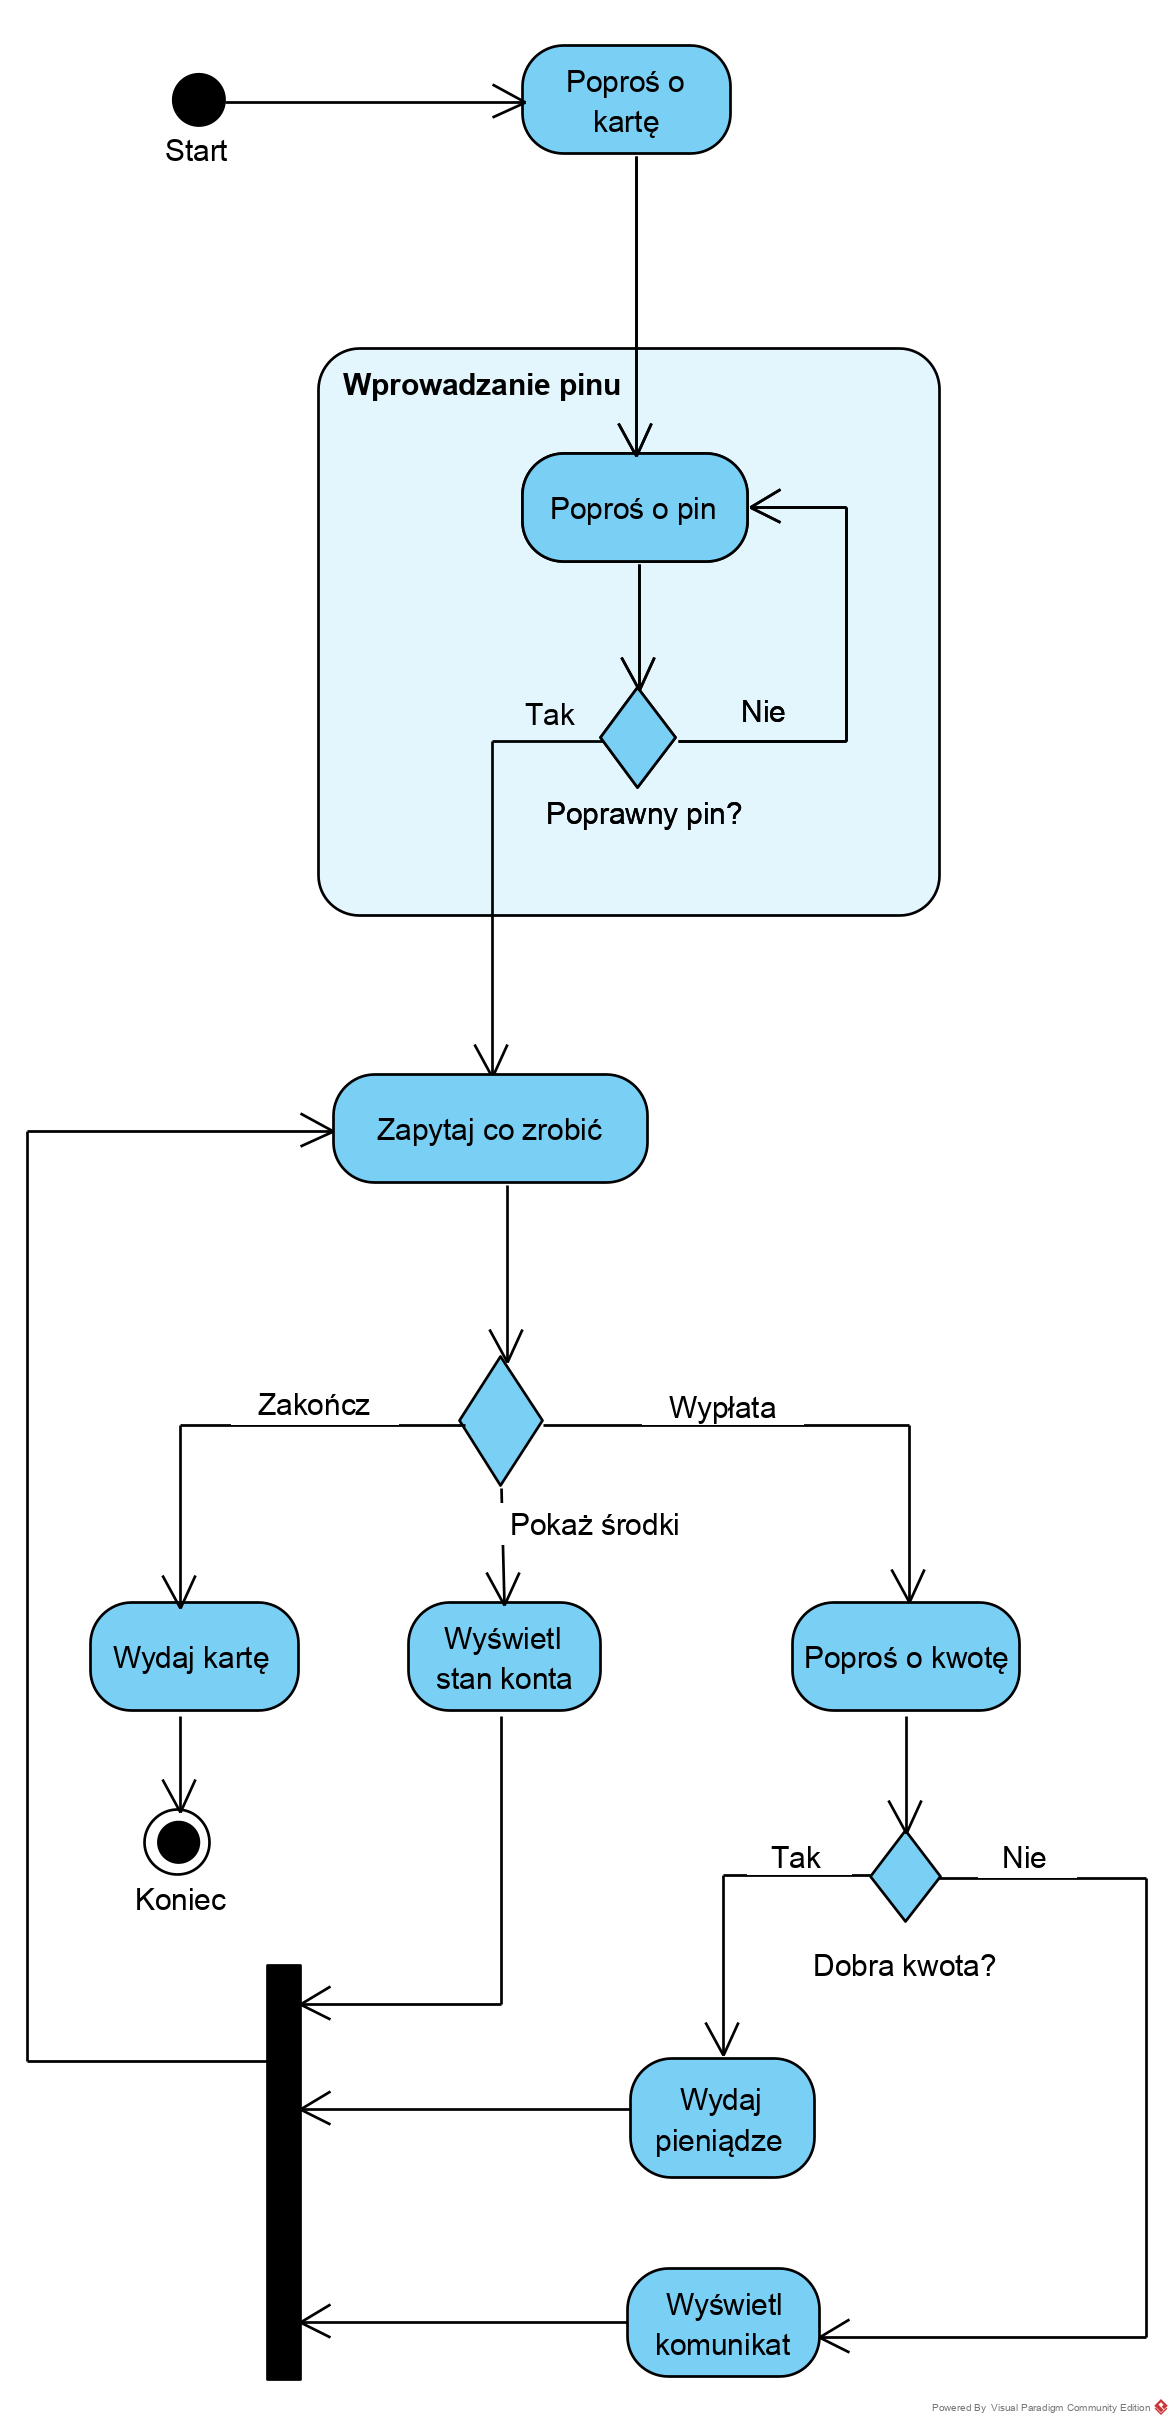 Poproś o
kartę
Start
Wprowadzanie pinu
Poproś o pin
Tak
Nie
Poprawny pin?
Zapytaj co zrobić
Zakończ
Wypłata
Pokaż środki
Wydaj kartę
Wyświetl
stan konta
Poproś o kwotę
Tak
Nie
Koniec
Dobra kwota?
Wydaj
pieniądze
Wyświetl
komunikat
Powered By Visual Paradigm Community Edition